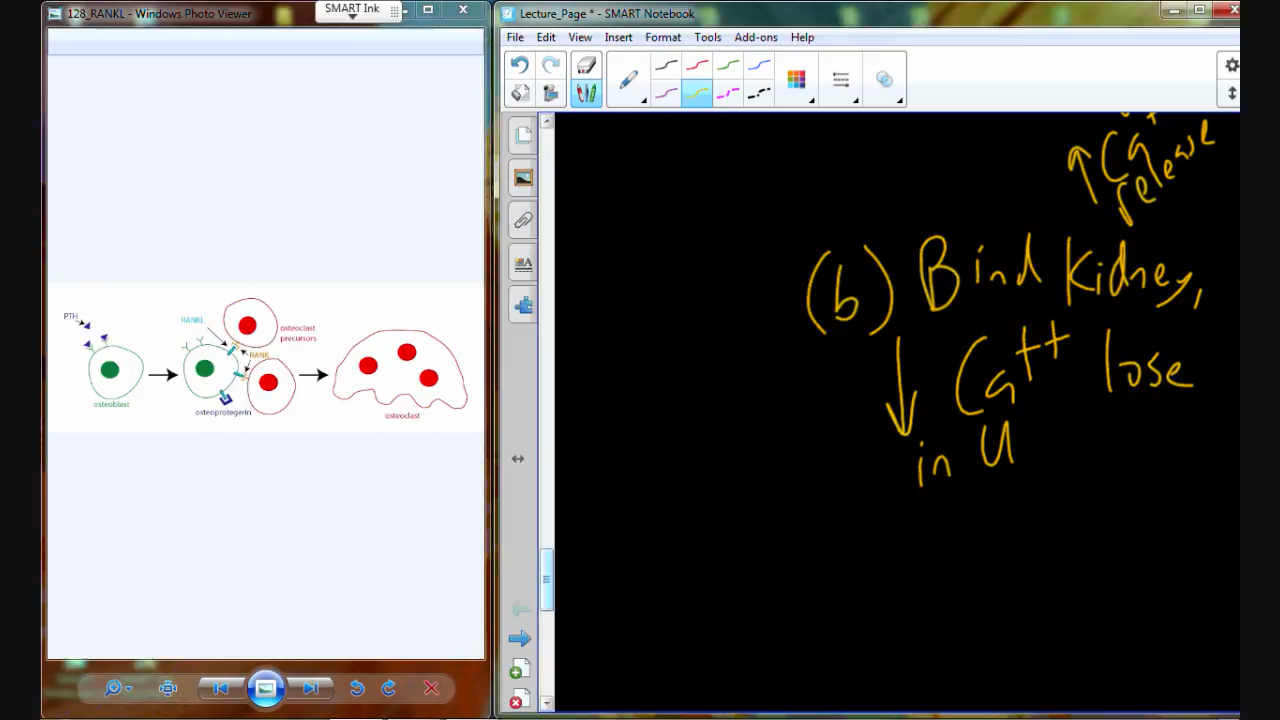 128_RANKL - Windows Photo Viewer
SMART Ink
Lecture_Page * - SMART Notebook
File Edit View Insert Format Tools Add-ons Help
PTH
osteoblast
RANKL
RANK
osteoprotegerin
osteoclast
precursors
osteoclast
↑ Ca
release
(b) Bind Kidney,
↓ Ca++ lose
in U